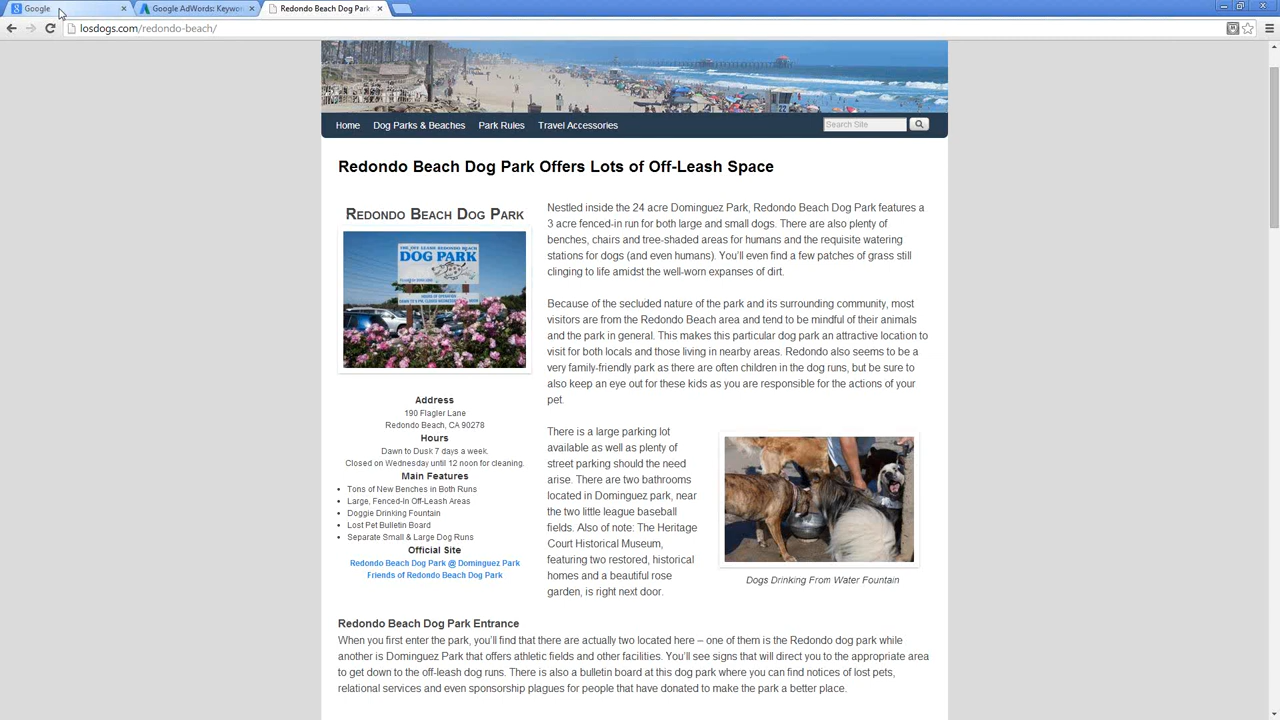 Google
Google AdWords: Keywor
Redondo Beach Dog Park
losdogs.com/redondo-beach/
Home Dog Parks & Beaches Park Rules Travel Accessories
Search Site
Redondo Beach Dog Park Offers Lots of Off-Leash Space
REDONDO BEACH DOG PARK
DOG PARK
Address
190 Flagler Lane
Redondo Beach, CA 90278
Hours
Dawn to Dusk 7 days a week.
Closed on Wednesday until 12 noon for cleaning.
Main Features
Tons of New Benches in Both Runs
Large, Fenced-In Off-Leash Areas
Doggie Drinking Fountain
Lost Pet Bulletin Board
Separate Small & Large Dog Runs
Official Site
Redondo Beach Dog Park @ Dominguez Park
Friends of Redondo Beach Dog Park
Nestled inside the 24 acre Dominguez Park, Redondo Beach Dog Park features a
3 acre fenced-in run for both large and small dogs. There are also plenty of
benches, chairs and tree-shaded areas for humans and the requisite watering
stations for dogs (and even humans). You'll even find a few patches of grass still
clinging to life amidst the well-worn expanses of dirt.
Because of the secluded nature of the park and its surrounding community, most
visitors are from the Redondo Beach area and tend to be mindful of their animals
and the park in general. This makes this particular dog park an attractive location to
visit for both locals and those living in nearby areas. Redondo also seems to be a
very family-friendly park as there are often children in the dog runs, but be sure to
also keep an eye out for these kids as you are responsible for the actions of your
pet.
There is a large parking lot
available as well as plenty of
street parking should the need
arise. There are two bathrooms
located in Dominguez park, near
the two little league baseball
fields. Also of note: The Heritage
Court Historical Museum,
featuring two restored, historical
homes and a beautiful rose
garden, is right next door.
Dogs Drinking From Water Fountain
Redondo Beach Dog Park Entrance
When you first enter the park, you'll find that there are actually two located here – one of them is the Redondo dog park while
another is Dominguez Park that offers athletic fields and other facilities. You'll see signs that will direct you to the appropriate area
to get down to the off-leash dog runs. There is also a bulletin board at this dog park where you can find notices of lost pets,
relational services and even sponsorship plagues for people that have donated to make the park a better place.